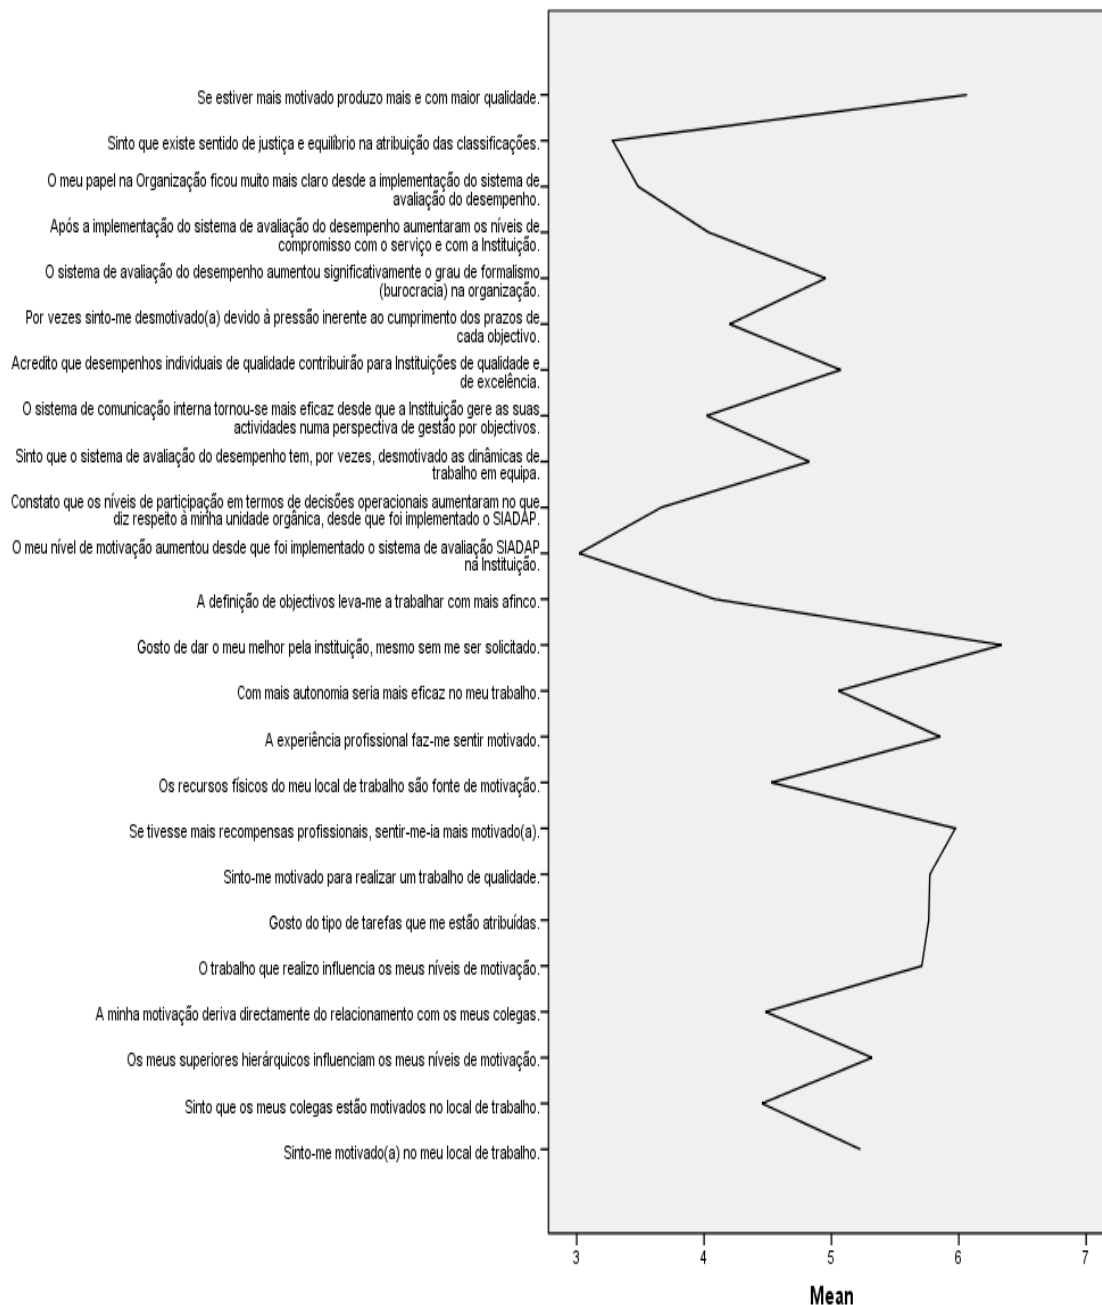 Se estiver mais motivado produzo mais e com maior qualidade.
Sinto que existe sentido de justiça e equilíbrio na atribuição das classificações.
O meu papel na Organização ficou muito mais claro desde a implementação do sistema de
avaliação do desempenho.
Após a implementação do sistema de avaliação do desempenho aumentaram os níveis de
compromisso com o serviço e com a Instituição.
O sistema de avaliação do desempenho aumentou significativamente o grau de formalismo
(burocracia) na organização.
Por vezes sinto-me desmotivado(a) devido à pressão inerente ao cumprimento dos prazos de
cada objectivo.
Acredito que desempenhos individuais de qualidade contribuirão para Instituições de qualidade e
de excelência.
O sistema de comunicação interna tornou-se mais eficaz desde que a Instituição gere as suas
actividades numa perspectiva de gestão por objectivos.
Sinto que o sistema de avaliação do desempenho tem, por vezes, desmotivado as dinâmicas de
trabalho em equipa.
Constato que os níveis de participação em termos de decisões operacionais aumentaram no que
diz respeito à minha unidade orgânica, desde que foi implementado o SIADAP.
O meu nível de motivação aumentou desde que foi implementado o sistema de avaliação SIADAP
na Instituição.
A definição de objectivos leva-me a trabalhar com mais afinco.
Gosto de dar o meu melhor pela instituição, mesmo sem me ser solicitado.
Com mais autonomia seria mais eficaz no meu trabalho.
A experiência profissional faz-me sentir motivado.
Os recursos físicos do meu local de trabalho são fonte de motivação.
Se tivesse mais recompensas profissionais, sentir-me-ia mais motivado(a).
Sinto-me motivado para realizar um trabalho de qualidade.
Gosto do tipo de tarefas que me estão atribuídas.
O trabalho que realizo influencia os meus níveis de motivação.
A minha motivação deriva directamente do relacionamento com os meus colegas.
Os meus superiores hierárquicos influenciam os meus níveis de motivação.
Sinto que os meus colegas estão motivados no local de trabalho.
Sinto-me motivado(a) no meu local de trabalho.
3 4 5 6 7
Mean